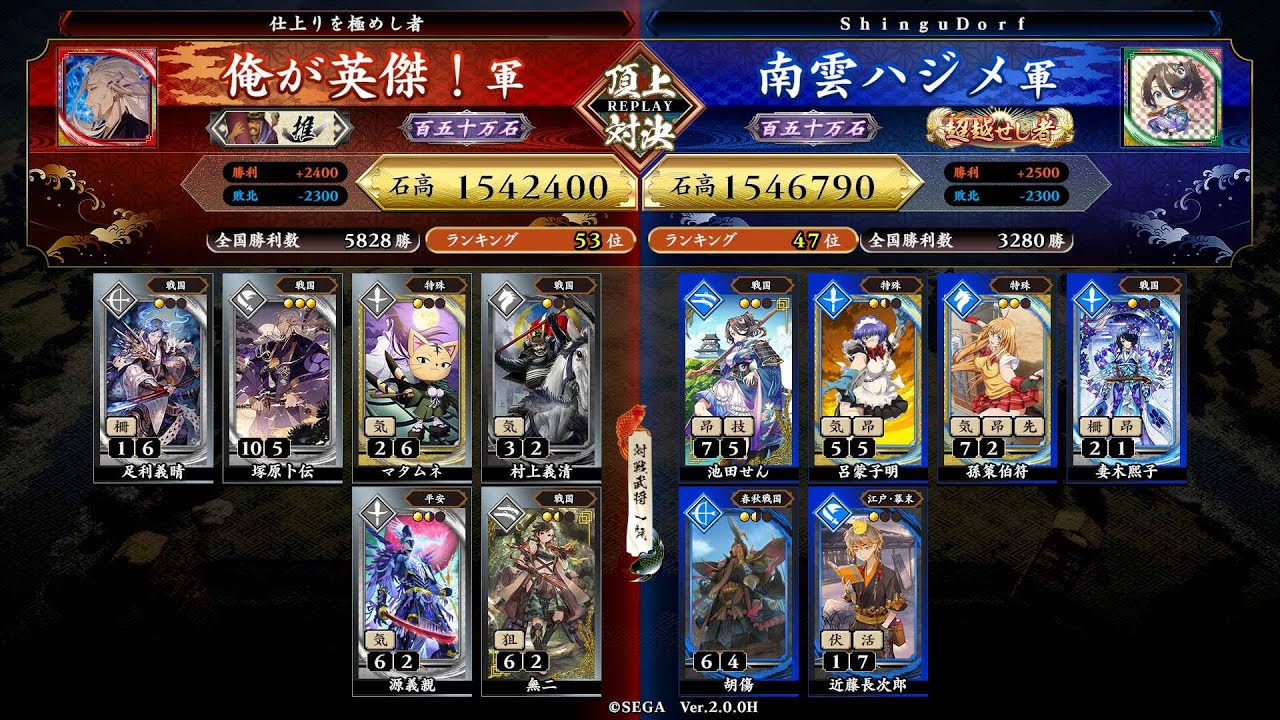 仕上りを極めし者
ShinguDorf
俺が英傑！軍
頂上
REPLAY
対決
南雲ハジメ軍
推
百五十万石
百五十万石
超越せし者
勝利 +2400
敗北 -2300
石高 1542400
石高 1546790
勝利 +2500
敗北 -2300
全国勝利数 5828勝
ランキング 53位
ランキング 47位
全国勝利数 3280勝
戦国
戦国
特殊
戦国
戦国
特殊
特殊
戦国
柵
気
気
昂 技
気 昂
気 昂 先
柵 昂
1 6
10 5
2 6
3 2
7 5
5 5
7 2
2 1
足利義晴
塚原卜伝
マタムネ
村上義清
池田せん
呂蒙子明
孫策伯符
妻木煕子
対戦武将一覧
平安
戦国
春秋戦国
江戸・幕末
気
狙
伏 活
6 2
6 2
6 4
1 7
源義親
無二
胡傷
近藤長次郎
©SEGA Ver.2.0.0H